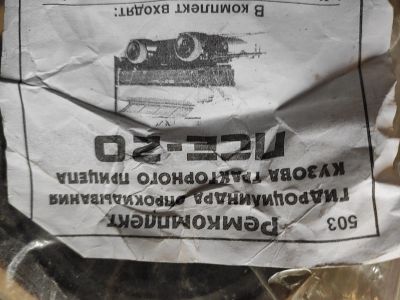 503
Ремкомплект
ГИДРОЦИЛИНДРА ОПРОКИДЫВАНИЯ
КУЗОВА ТРАКТОРНОГО ПРИЦЕПА
ПСЕ-20
В КОМПЛЕКТ ВХОДЯТ: